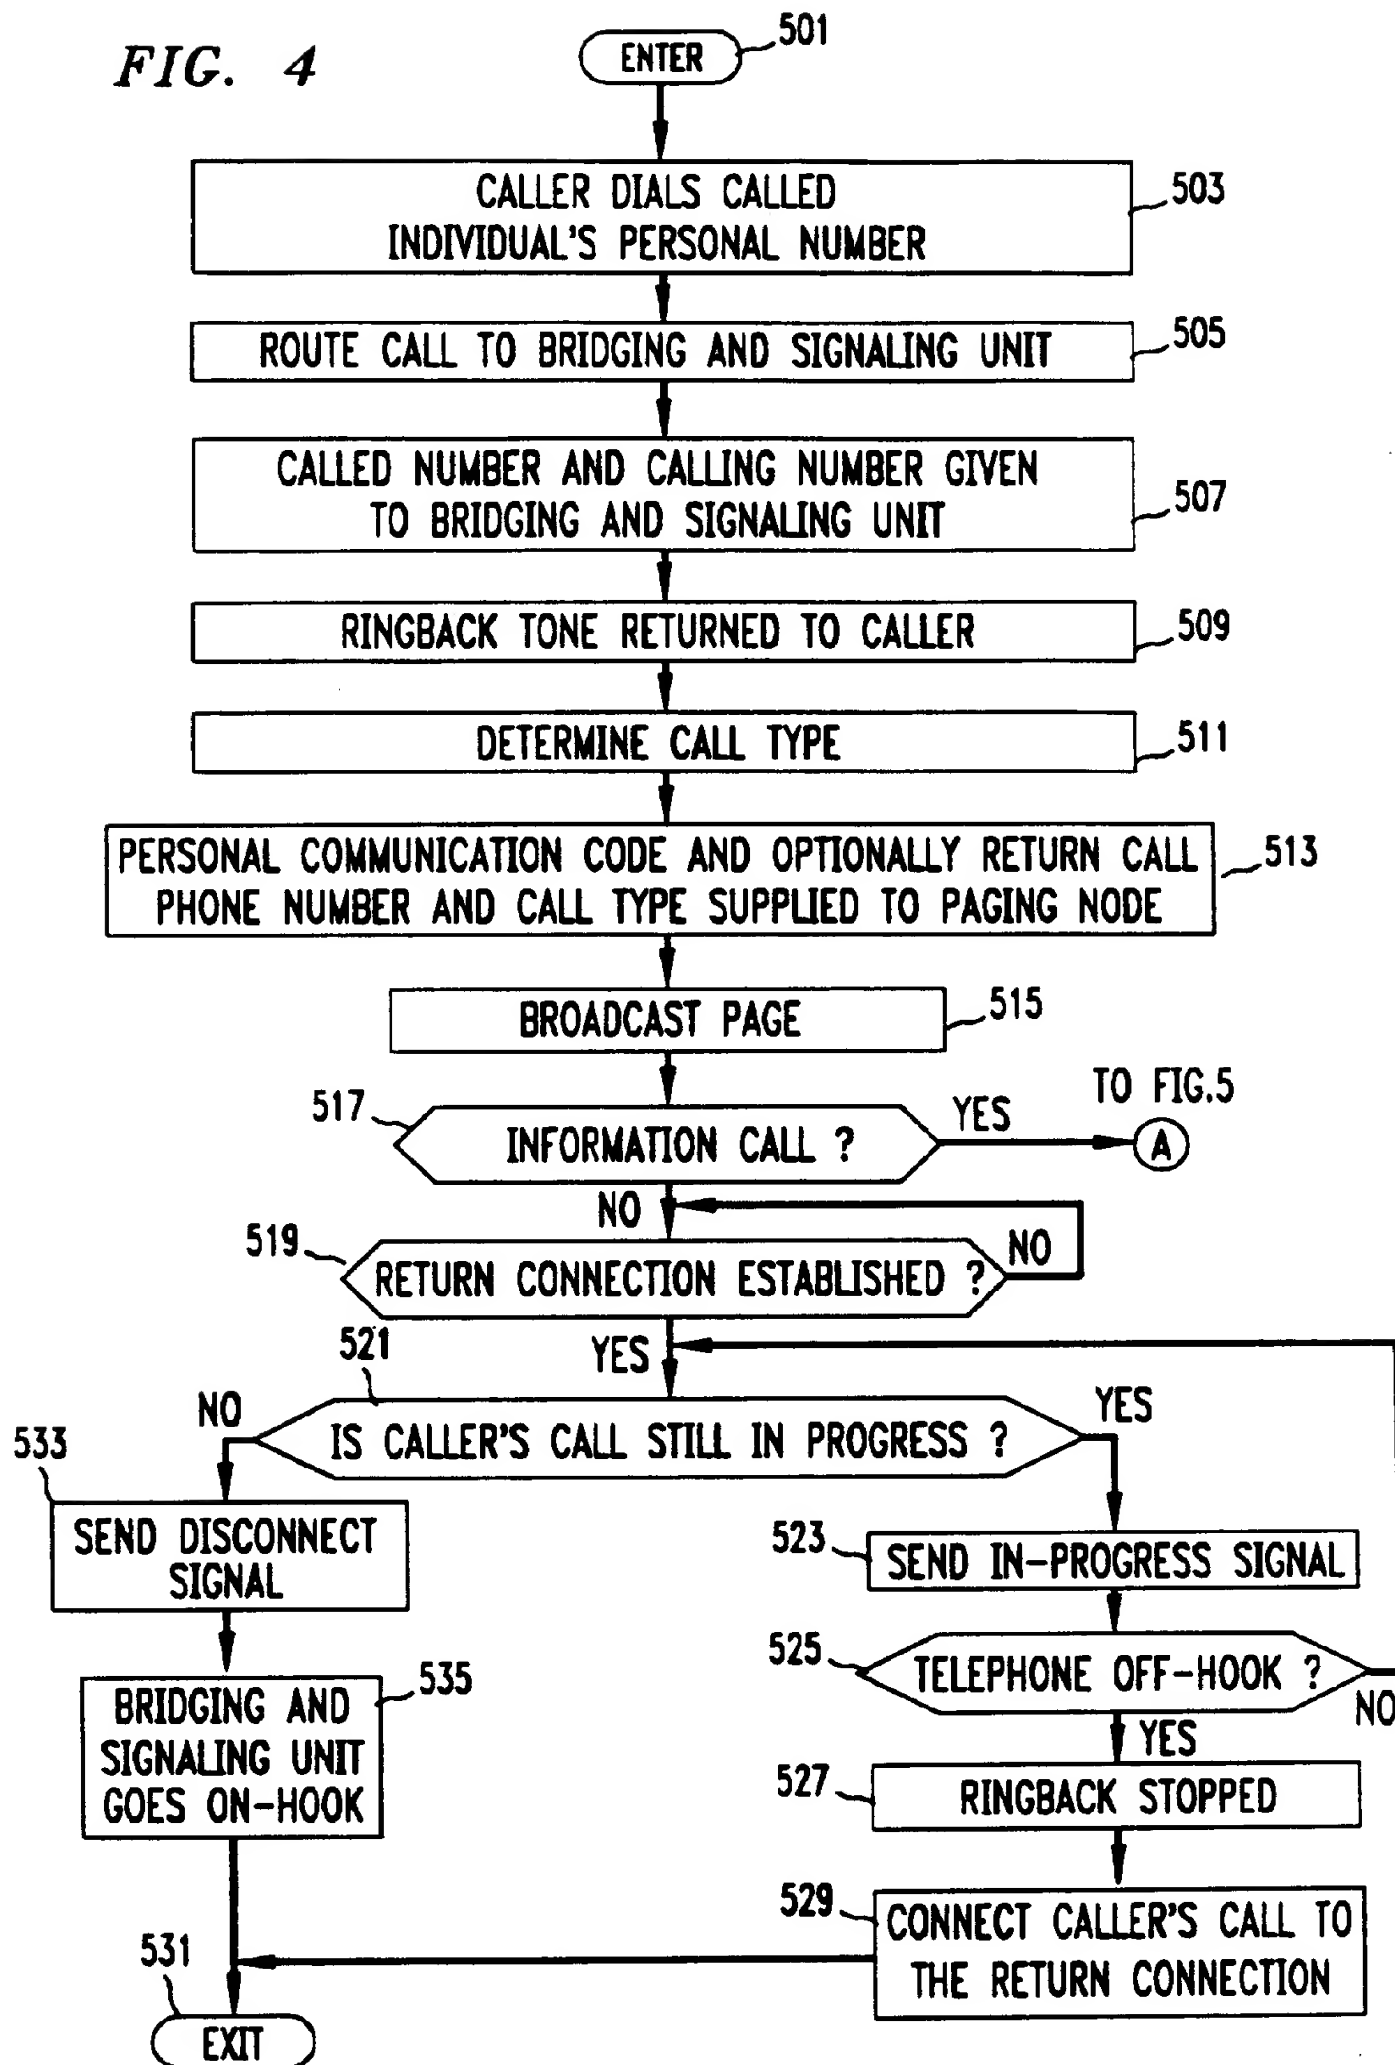 FIG. 4
ENTER
501
CALLER DIALS CALLED
INDIVIDUAL'S PERSONAL NUMBER
503
ROUTE CALL TO BRIDGING AND SIGNALING UNIT
505
CALLED NUMBER AND CALLING NUMBER GIVEN
TO BRIDGING AND SIGNALING UNIT
507
RINGBACK TONE RETURNED TO CALLER
509
DETERMINE CALL TYPE
511
PERSONAL COMMUNICATION CODE AND OPTIONALLY RETURN CALL
PHONE NUMBER AND CALL TYPE SUPPLIED TO PAGING NODE
513
BROADCAST PAGE
515
517
INFORMATION CALL ?
YES
TO FIG.5
A
NO
519
RETURN CONNECTION ESTABLISHED ?
NO
YES
521
IS CALLER'S CALL STILL IN PROGRESS ?
NO
YES
533
SEND DISCONNECT
SIGNAL
523
SEND IN-PROGRESS SIGNAL
525
TELEPHONE OFF-HOOK ?
NO
YES
535
BRIDGING AND
SIGNALING UNIT
GOES ON-HOOK
527
RINGBACK STOPPED
529
CONNECT CALLER'S CALL TO
THE RETURN CONNECTION
531
EXIT